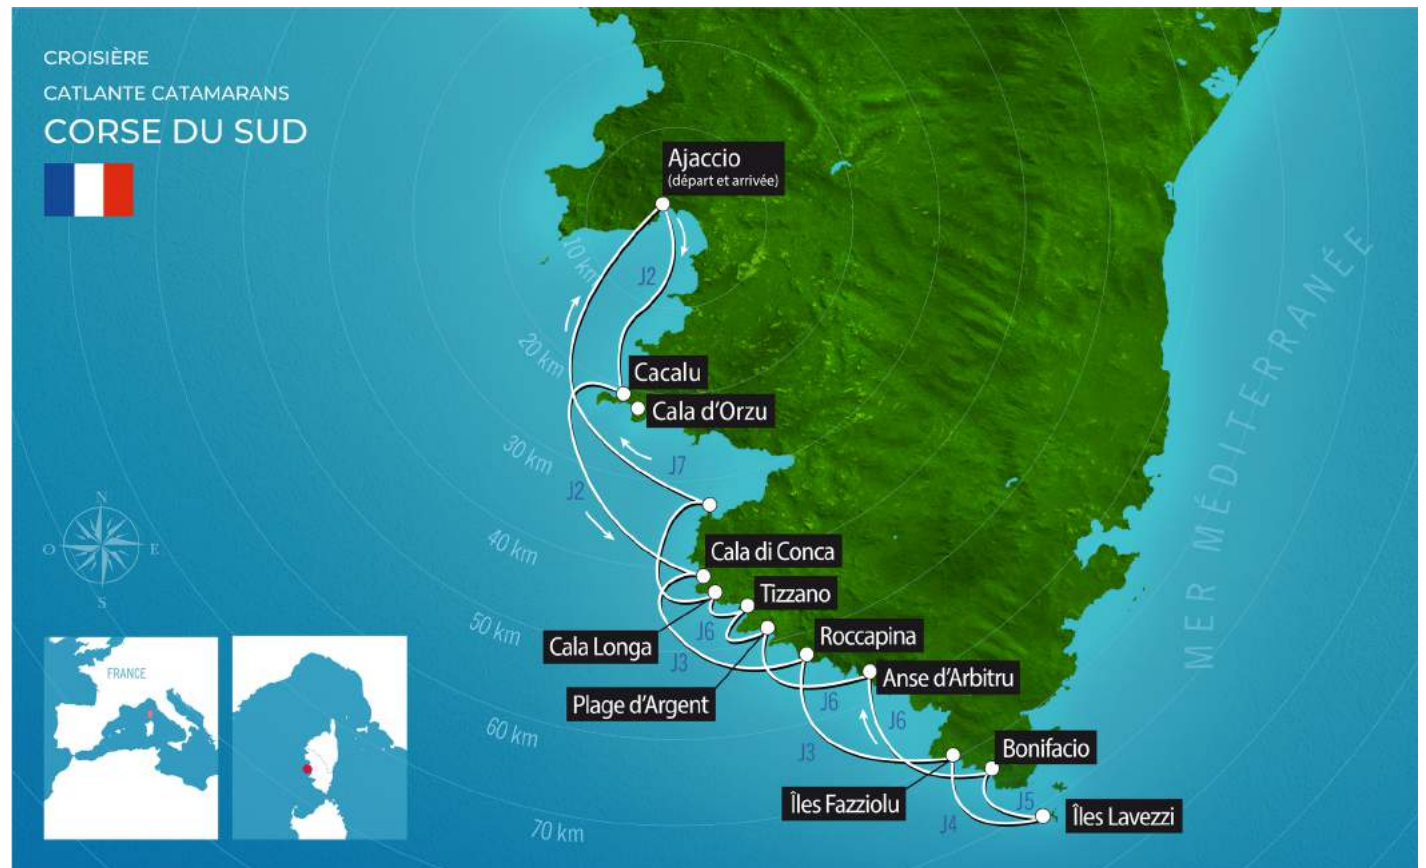 CROISIÈRE
CATLANTE CATAMARANS
CORSE DU SUD
Ajaccio
(départ et arrivée)
10 km
J2
20 km
Cacalu
Cala d'Orzu
30 km
J7
J2
MER MÉDITERRANÉE
40 km
N
O
E
S
Cala di Conca
Tizzano
50 km
J6
Cala Longa
J3
Roccapina
Plage d'Argent
Anse d'Arbitru
J6
J6
60 km
J3
Bonifacio
Îles Fazziolu
J5
J4
Îles Lavezzi
70 km
FRANCE